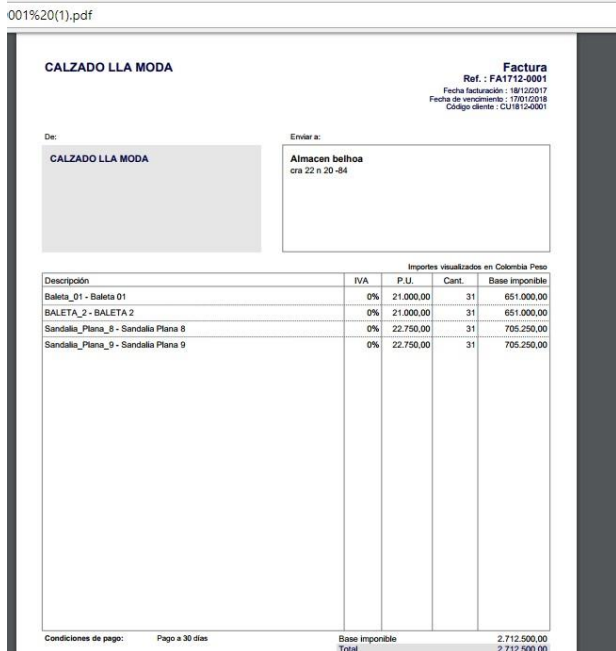 001%20(1).pdf
CALZADO LLA MODA
Factura
Ref. : FA1712-0001
Fecha facturación : 18/12/2017
Fecha de vencimiento : 17/01/2018
Código cliente : CU1812-0001
De:
CALZADO LLA MODA
Enviar a:
Almacen belhoa
cra 22 n 20 -84
Importes visualizados en Colombia Peso
Descripción IVA P.U. Cant. Base imponible
Baleta_01 - Baleta 01 0% 21.000,00 31 651.000,00
BALETA_2 - BALETA 2 0% 21.000,00 31 651.000,00
Sandalia_Plana_8 - Sandalia Plana 8 0% 22.750,00 31 705.250,00
Sandalia_Plana_9 - Sandalia Plana 9 0% 22.750,00 31 705.250,00
Condiciones de pago: Pago a 30 días Base imponible 2.712.500,00
Total 2.712.500,00